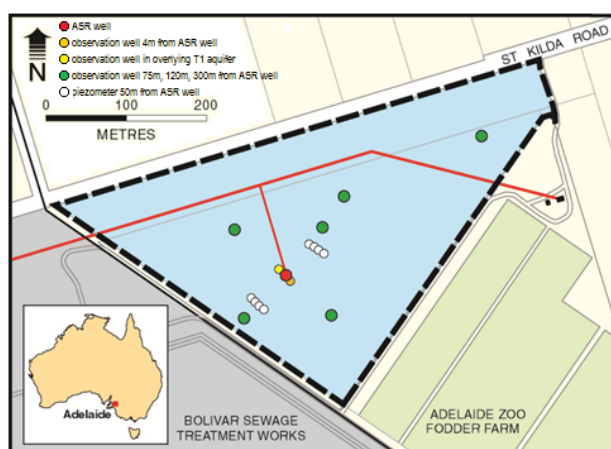 ASR well
observation well 4m from ASR well
observation well in overlying T1 aquifer
observation well 75m, 120m, 300m from ASR well
piezometer 50m from ASR well
N
0 100 200
METRES
ST KILDA ROAD
Adelaide
BOLIVAR SEWAGE
TREATMENT WORKS
ADELAIDE ZOO
FODDER FARM